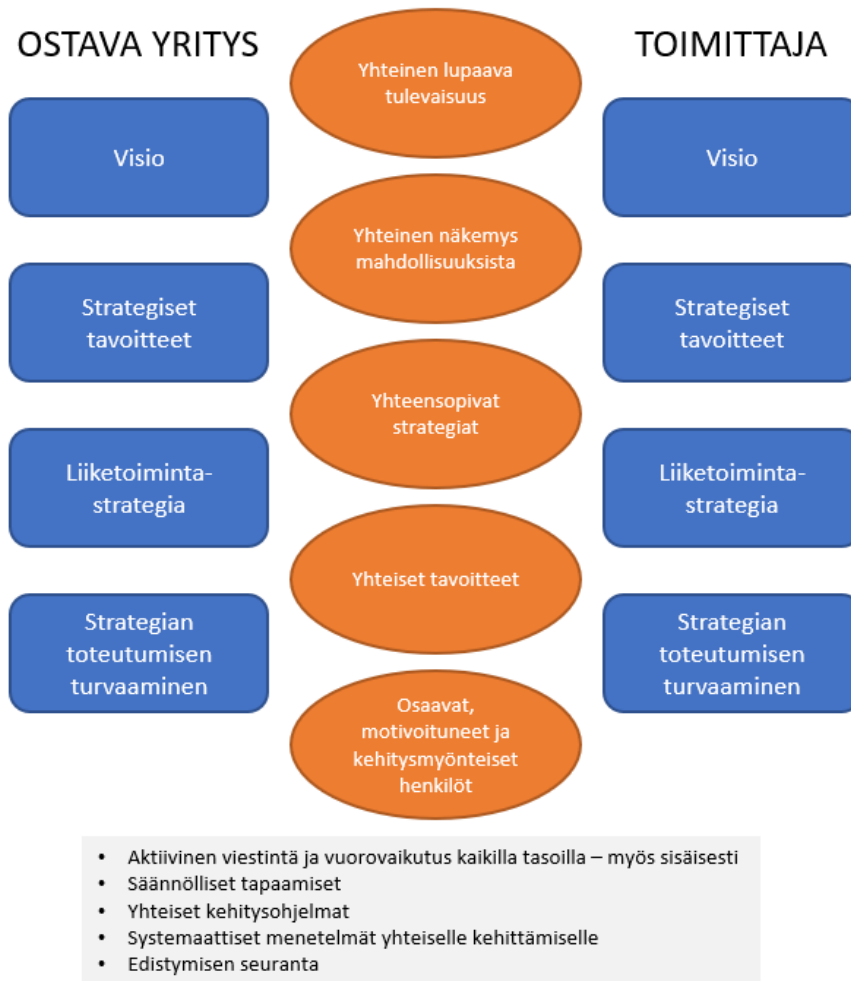 OSTAVA YRITYS
Visio
Strategiset
tavoitteet
Liiketoiminta-
strategia
Strategian
toteutumisen
turvaaminen
Yhteinen lupaava
tulevaisuus
Yhteinen näkemys
mahdollisuuksista
Yhteensopivat
strategiat
Yhteiset tavoitteet
Osaavat,
motivoituneet ja
kehitysmyönteiset
henkilöt
TOIMITTAJA
Visio
Strategiset
tavoitteet
Liiketoiminta-
strategia
Strategian
toteutumisen
turvaaminen
• Aktiivinen viestintä ja vuorovaikutus kaikilla tasoilla – myös sisäisesti
• Säännölliset tapaamiset
• Yhteiset kehitysohjelmat
• Systemaattiset menetelmät yhteiselle kehittämiselle
• Edistymisen seuranta